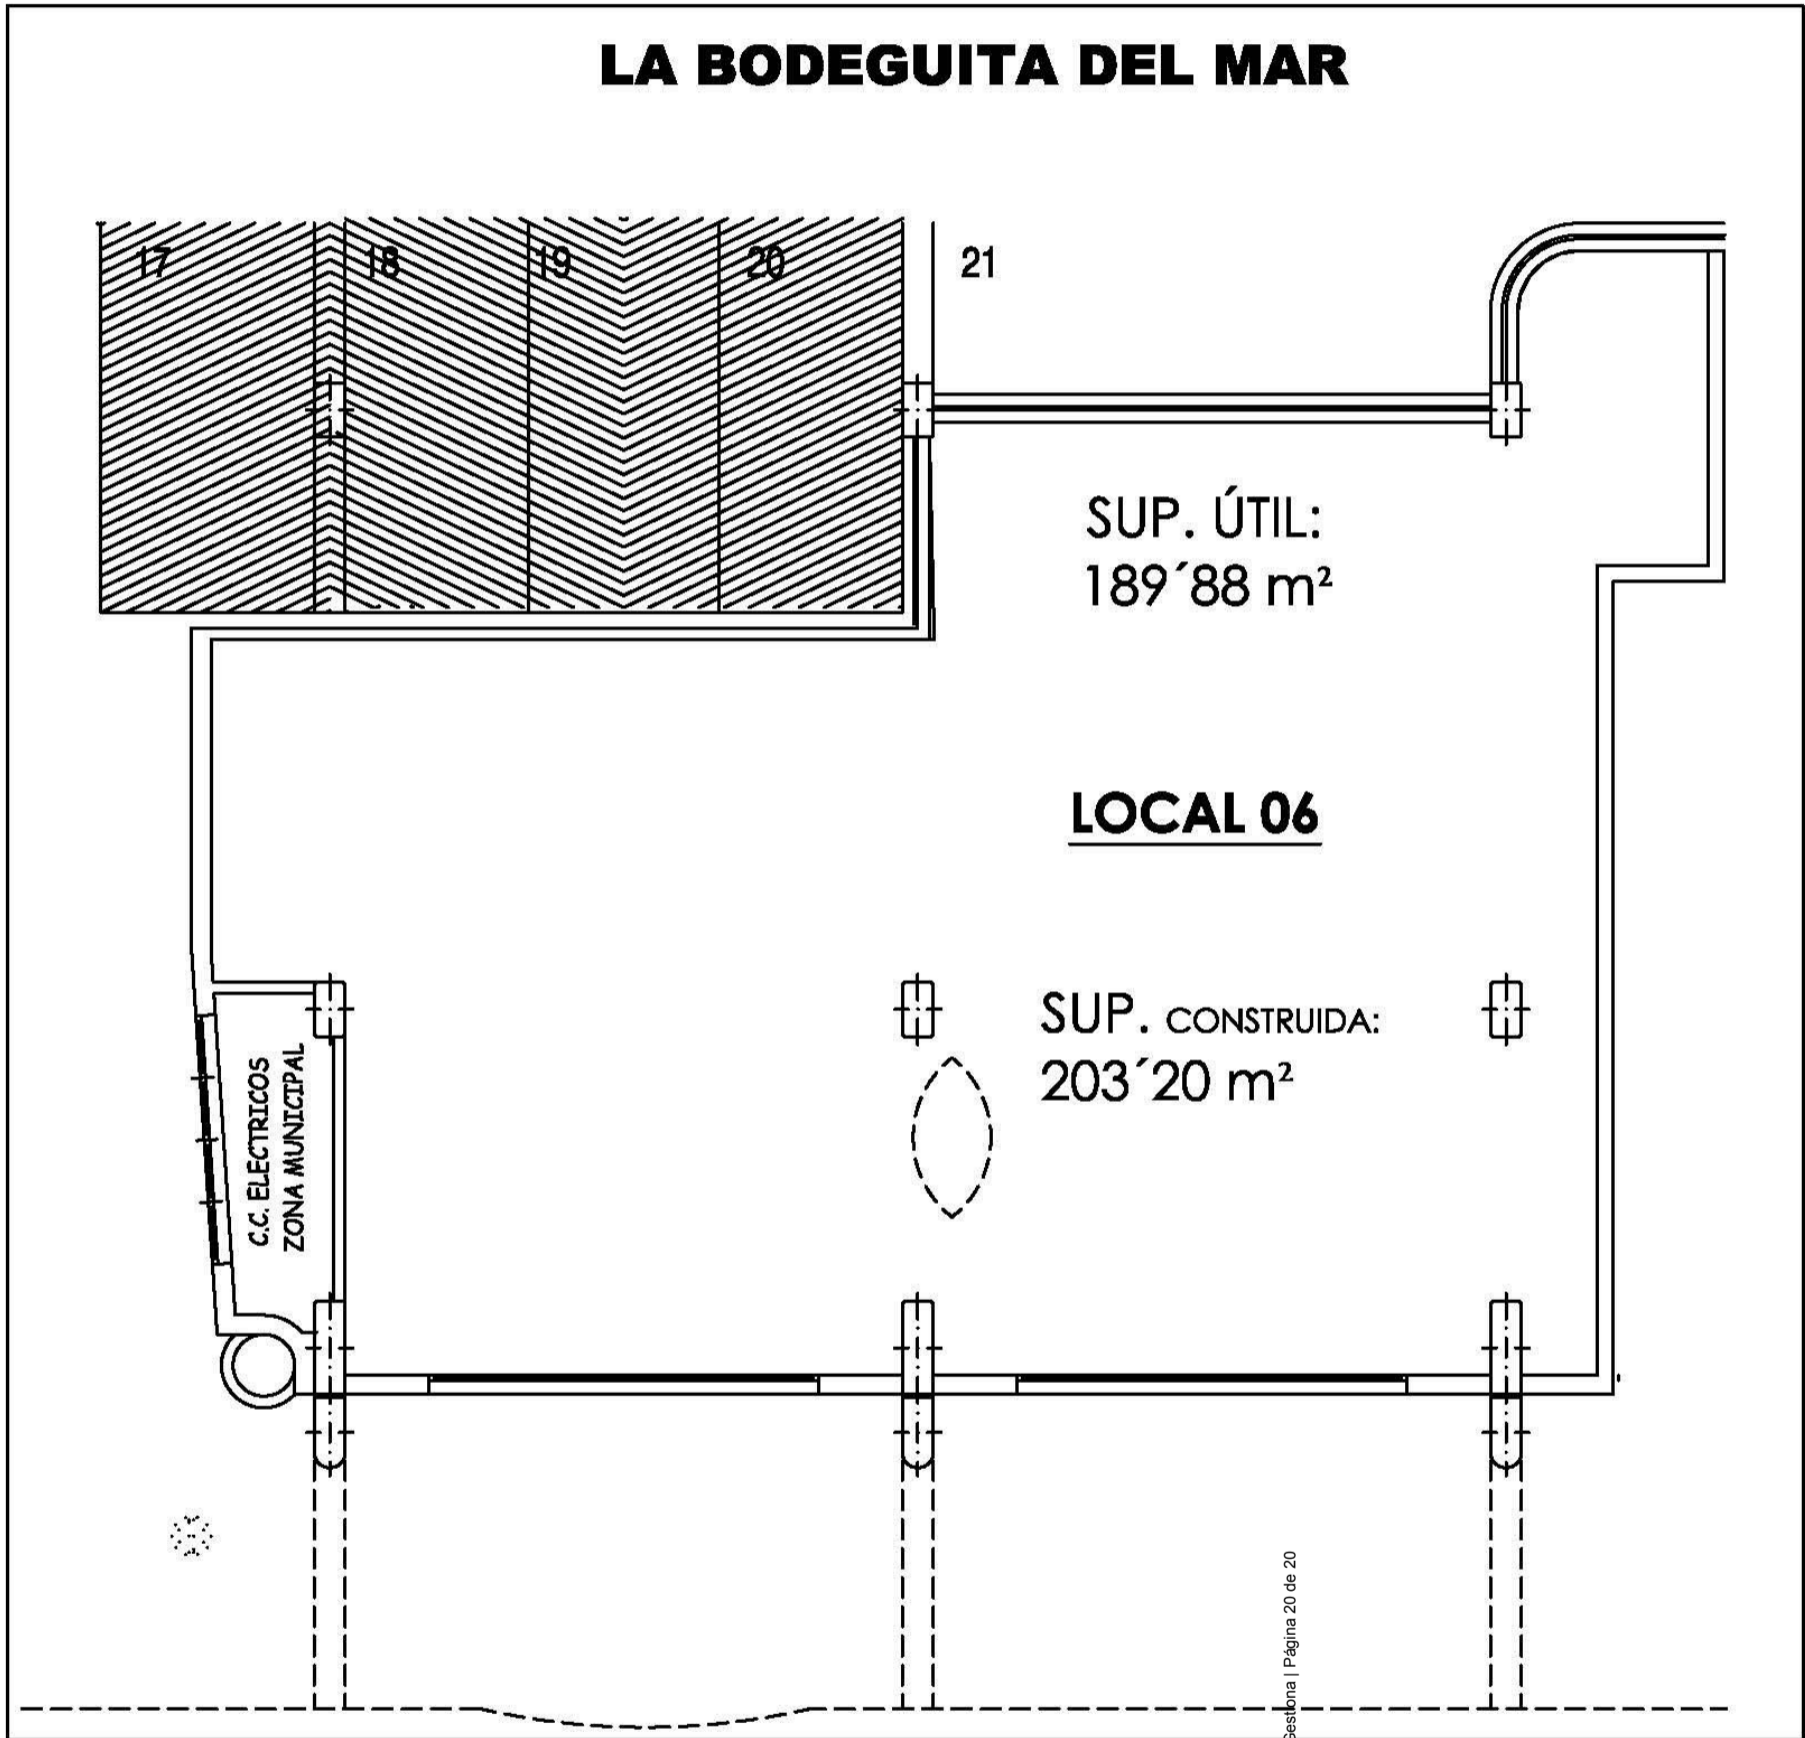 LA BODEGUITA DEL MAR
17 18 19 20 21
SUP. ÚTIL:
189´88 m²
LOCAL 06
SUP. CONSTRUIDA:
203´20 m²
C.C. ELECTRICOS
ZONA MUNICIPAL
Gestiona | Página 20 de 20